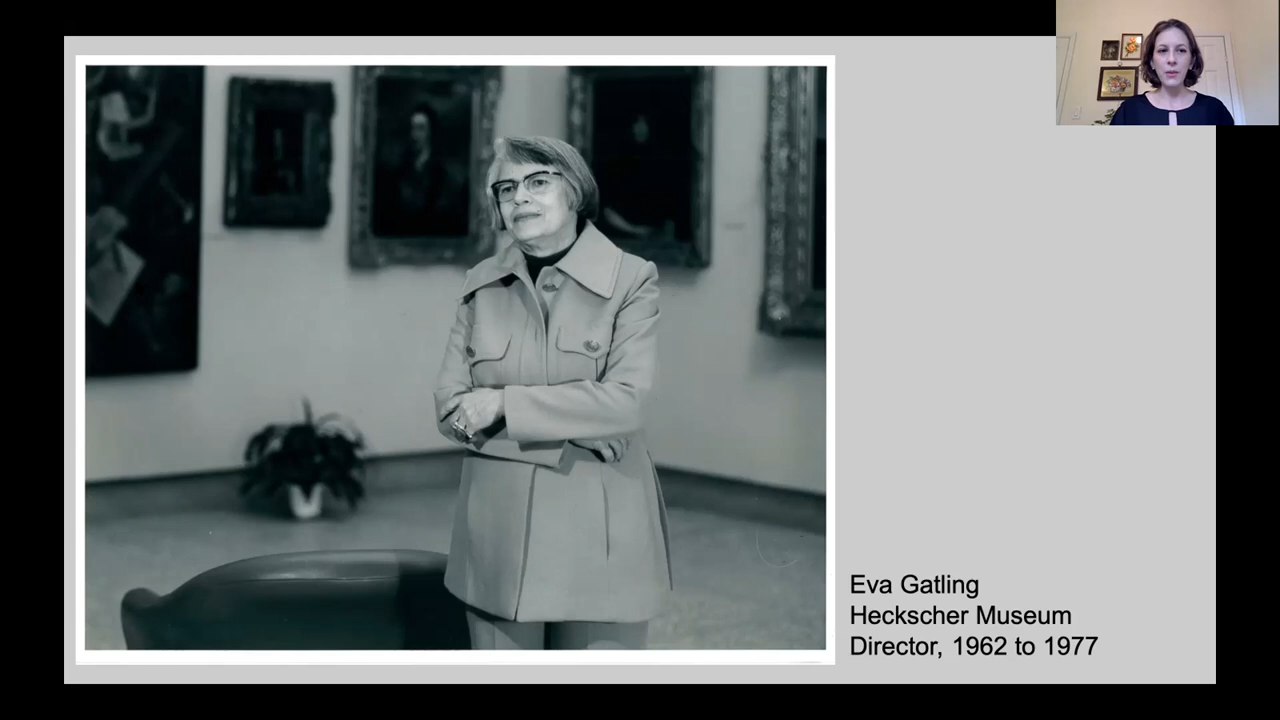 Eva Gatling
Heckscher Museum
Director, 1962 to 1977